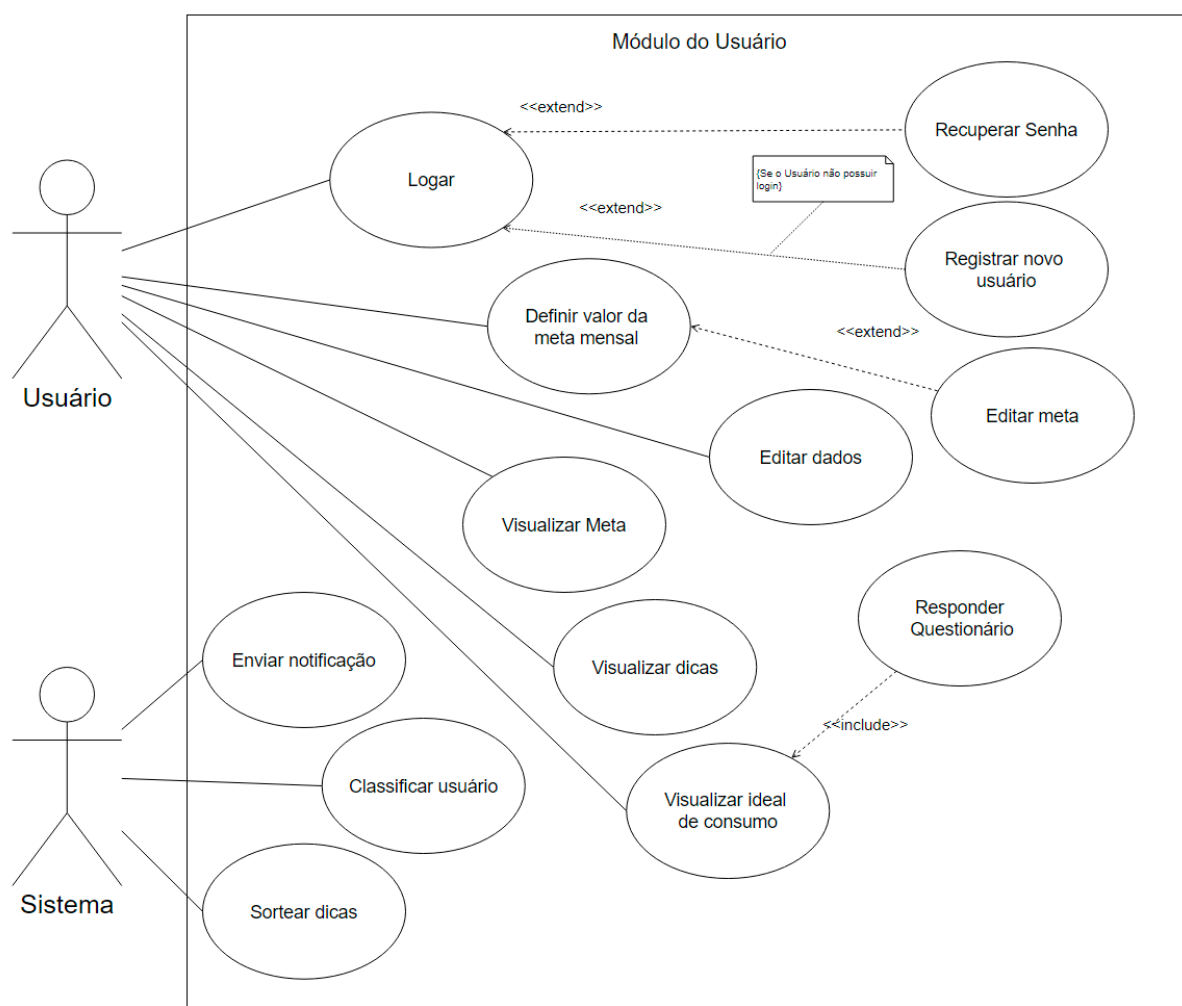 Módulo do Usuário
<<extend>>
Recuperar Senha
Logar
{Se o Usuário não possuir
login}
<<extend>>
Registrar novo
usuário
Definir valor da
meta mensal
<<extend>>
Usuário
Editar meta
Editar dados
Visualizar Meta
Responder
Questionário
Enviar notificação
Visualizar dicas
<<include>>
Classificar usuário
Visualizar ideal
de consumo
Sistema
Sortear dicas